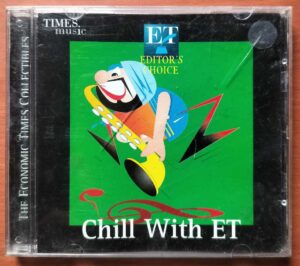 TIMES
music
ET
EDITOR'S
CHOICE
THE ECONOMIC TIMES COLLECTIBLES
Chill With ET